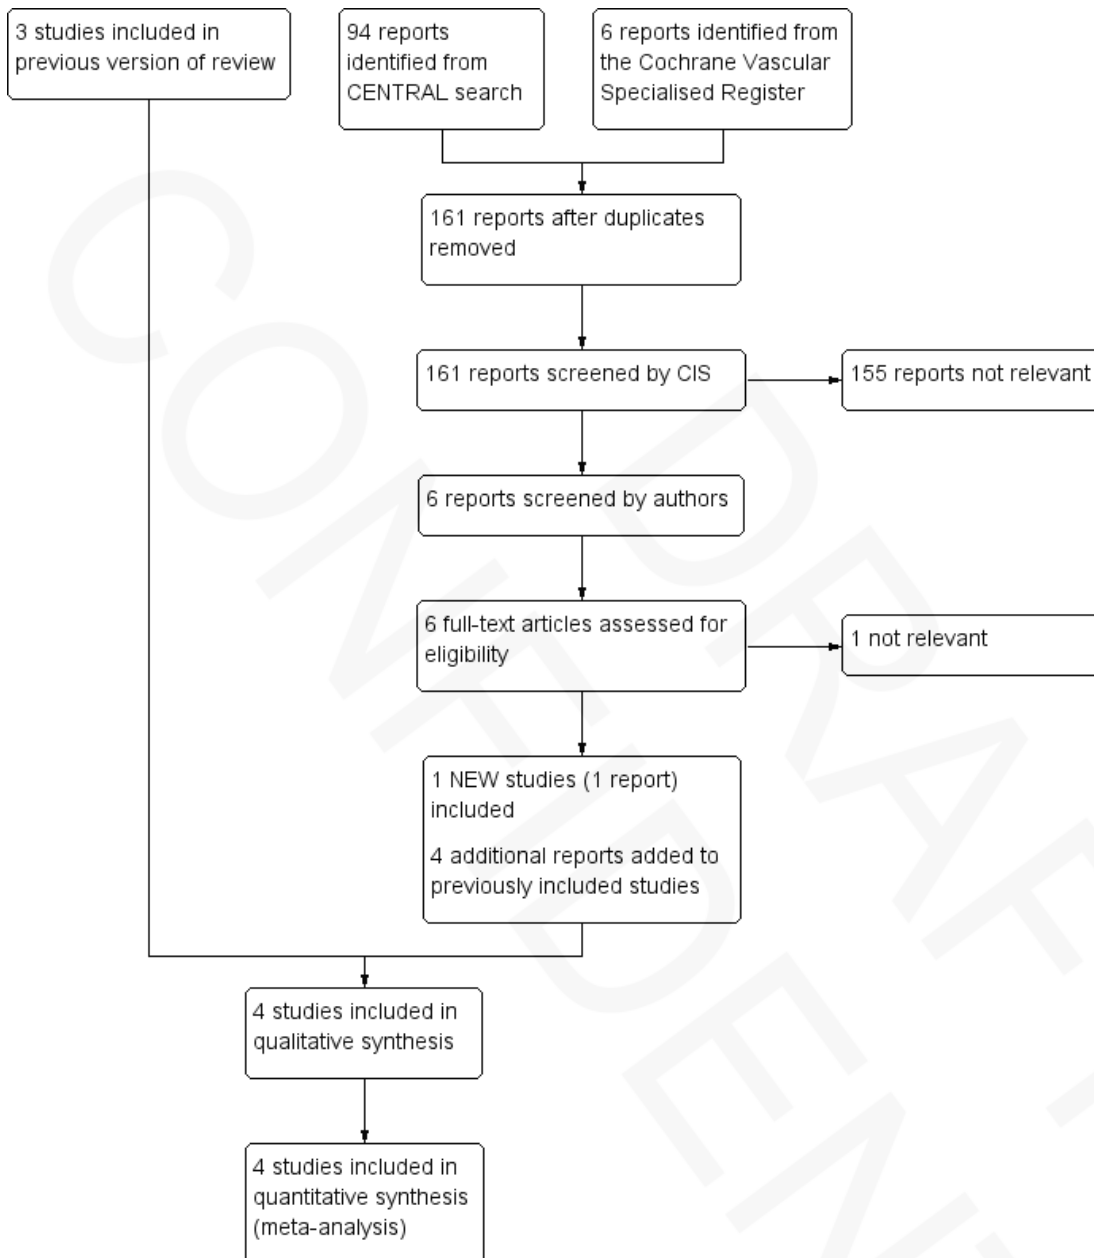 3 studies included in
previous version of review
94 reports
identified from
CENTRAL search
6 reports identified from
the Cochrane Vascular
Specialised Register
161 reports after duplicates
removed
161 reports screened by CIS
155 reports not relevant
6 reports screened by authors
6 full-text articles assessed for
eligibility
1 not relevant
1 NEW studies (1 report)
included
4 additional reports added to
previously included studies
4 studies included in
qualitative synthesis
4 studies included in
quantitative synthesis
(meta-analysis)
DRAFT
CONFIDENT